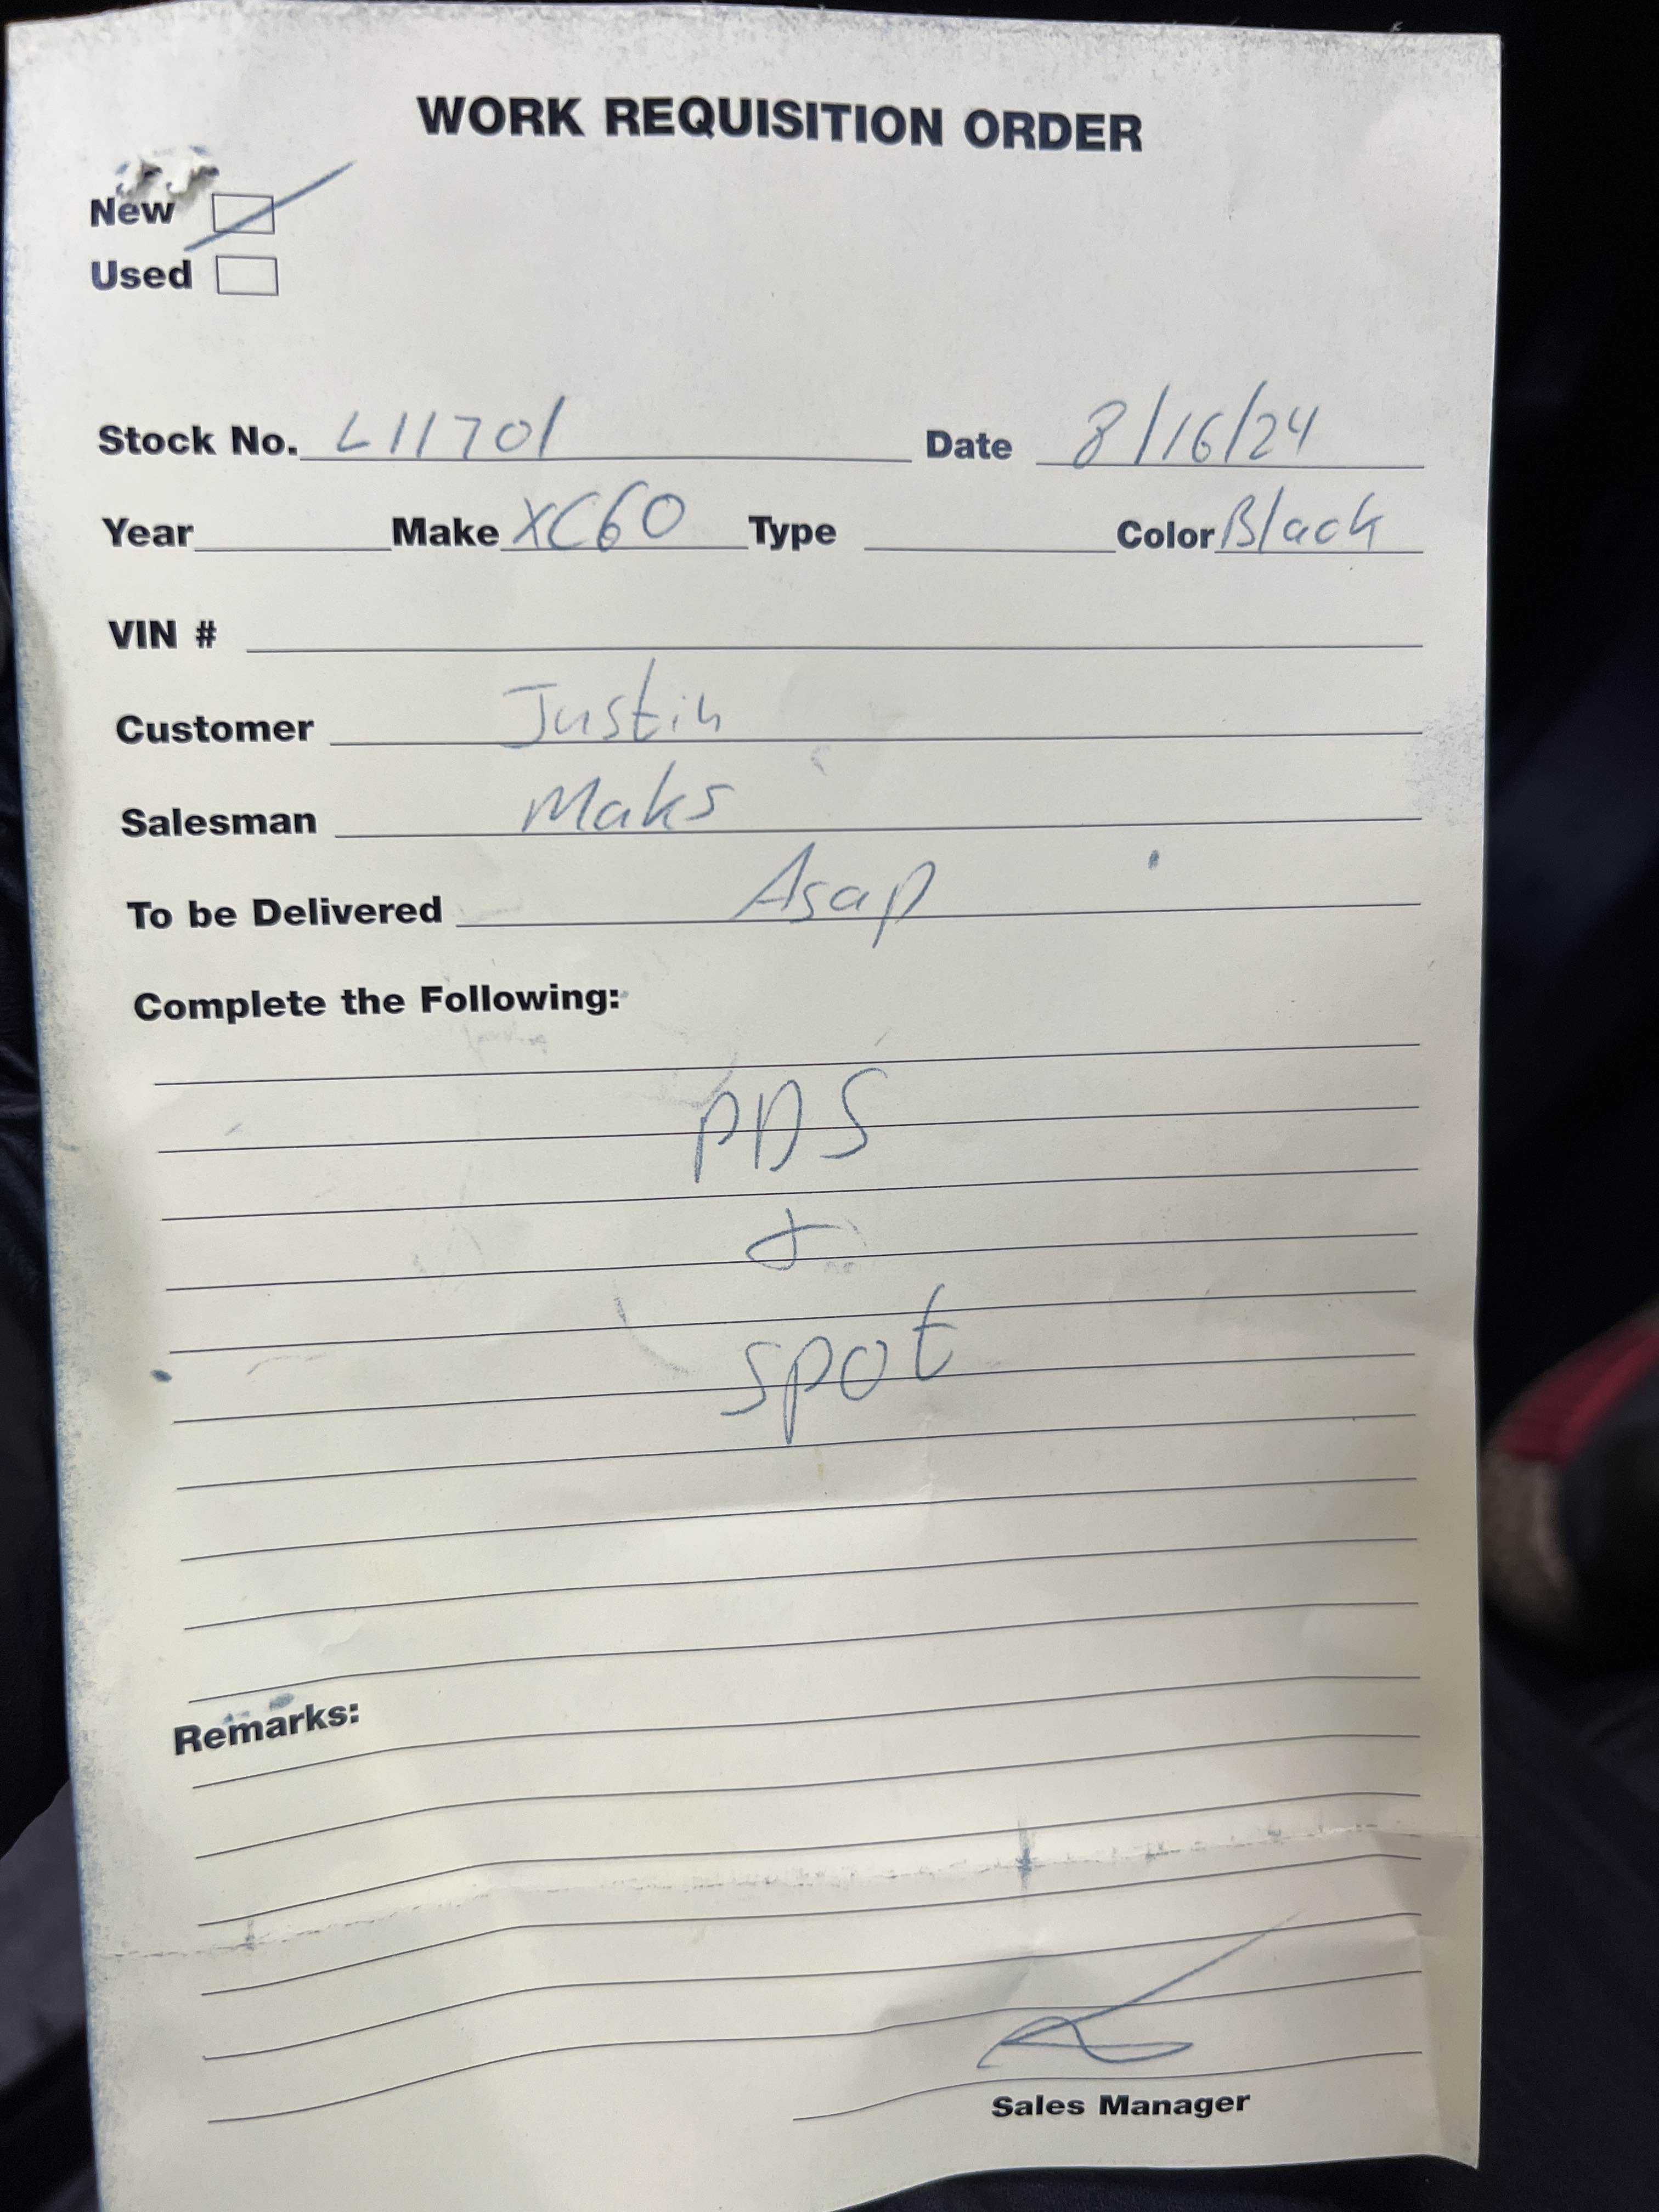 WORK REQUISITION ORDER
New
Used
Stock No. L11701 Date 8/16/24
Year Make XC60 Type Color Black
VIN #
Customer Justin
Salesman Maks
To be Delivered Asap
Complete the Following:
PDS
&
spot
Remarks:
Sales Manager